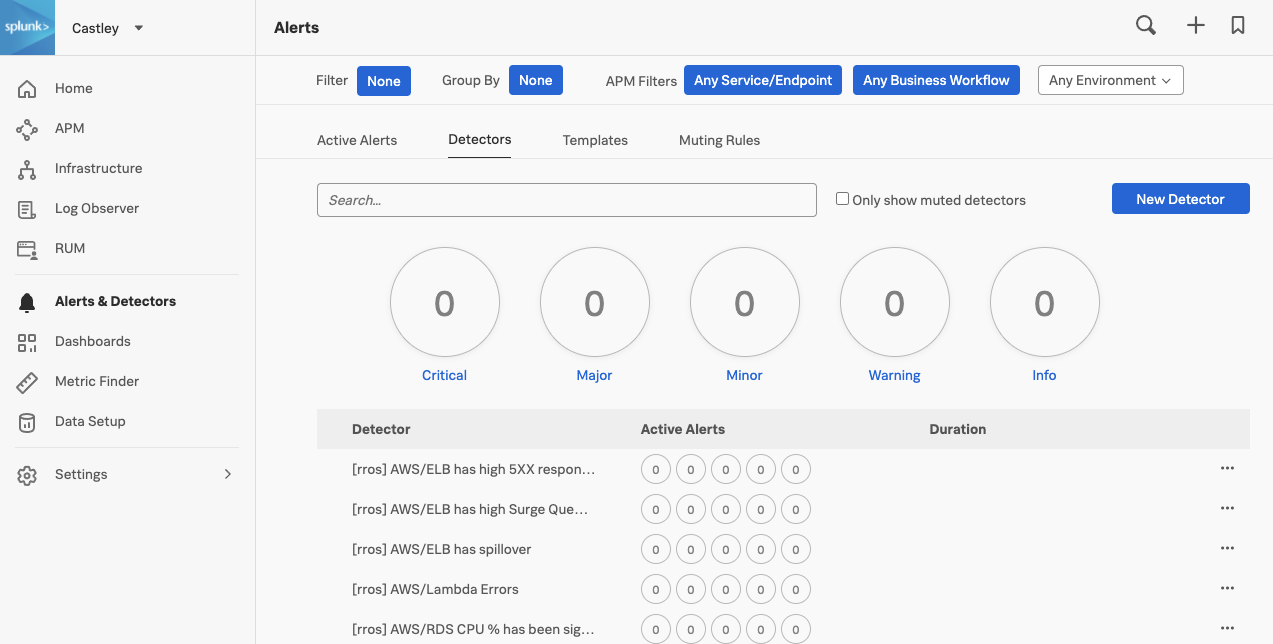 splunk>
Castley
Alerts
Home
APM
Infrastructure
Log Observer
RUM
Alerts & Detectors
Dashboards
Metric Finder
Data Setup
Settings
Filter None Group By None APM Filters Any Service/Endpoint Any Business Workflow Any Environment
Active Alerts Detectors Templates Muting Rules
Search... Only show muted detectors New Detector
0 0 0 0 0
Critical Major Minor Warning Info
Detector Active Alerts Duration
[rros] AWS/ELB has high 5XX respon... 0 0 0 0 0 ...
[rros] AWS/ELB has high Surge Que... 0 0 0 0 0 ...
[rros] AWS/ELB has spillover 0 0 0 0 0 ...
[rros] AWS/Lambda Errors 0 0 0 0 0 ...
[rros] AWS/RDS CPU % has been sig... 0 0 0 0 0 ...